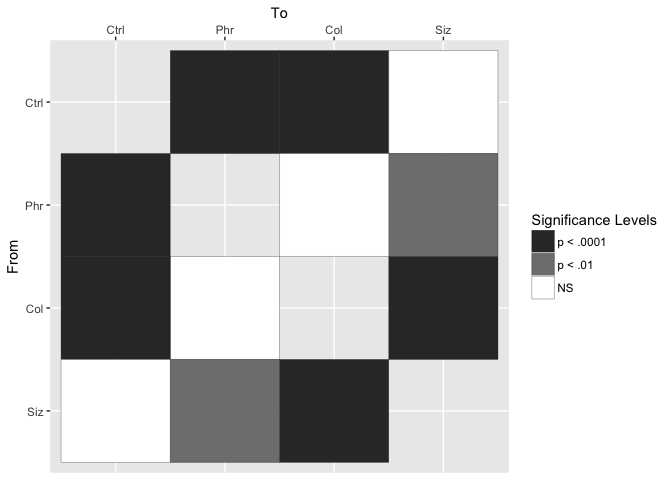 To
Ctrl Phr Col Siz
Ctrl
Phr
Col
Siz
From
Significance Levels
p < .0001
p < .01
NS